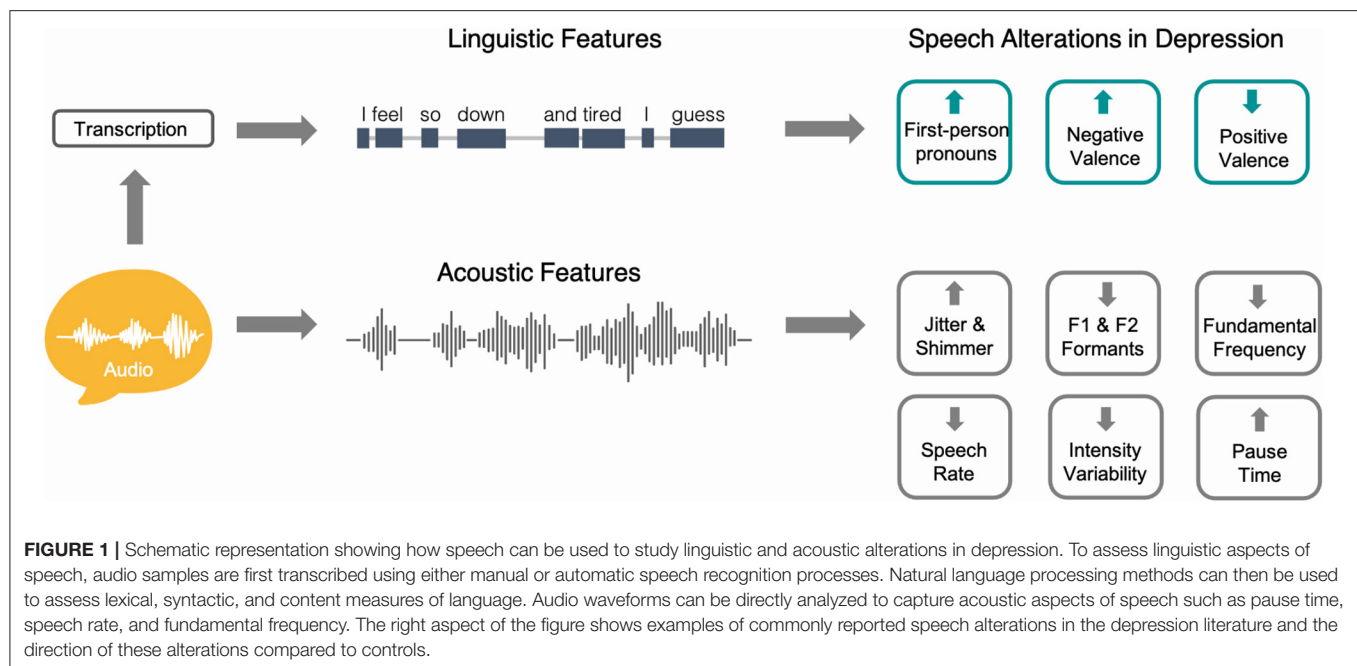 Linguistic Features
Speech Alterations in Depression
Transcription
I feel so down and tired I guess
First-person
pronouns
Negative
Valence
Positive
Valence
Audio
Acoustic Features
Jitter &
Shimmer
F1 & F2
Formants
Fundamental
Frequency
Speech
Rate
Intensity
Variability
Pause
Time
FIGURE 1 | Schematic representation showing how speech can be used to study linguistic and acoustic alterations in depression. To assess linguistic aspects of
speech, audio samples are first transcribed using either manual or automatic speech recognition processes. Natural language processing methods can then be used
to assess lexical, syntactic, and content measures of language. Audio waveforms can be directly analyzed to capture acoustic aspects of speech such as pause time,
speech rate, and fundamental frequency. The right aspect of the figure shows examples of commonly reported speech alterations in the depression literature and the
direction of these alterations compared to controls.